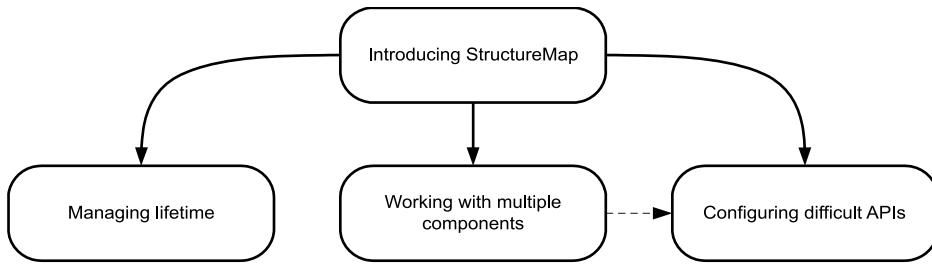 Introducing StructureMap
Managing lifetime
Working with multiple
components
Configuring difficult APIs